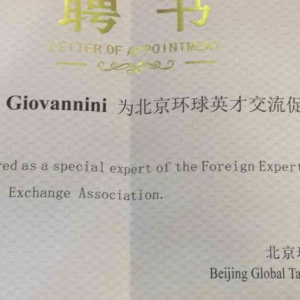 聘书
LETTER OF APPOINTMENT
Giovannini 为北京环球英才交流促
red as a special expert of the Foreign Expert
Exchange Association.
北京环
Beijing Global Ta